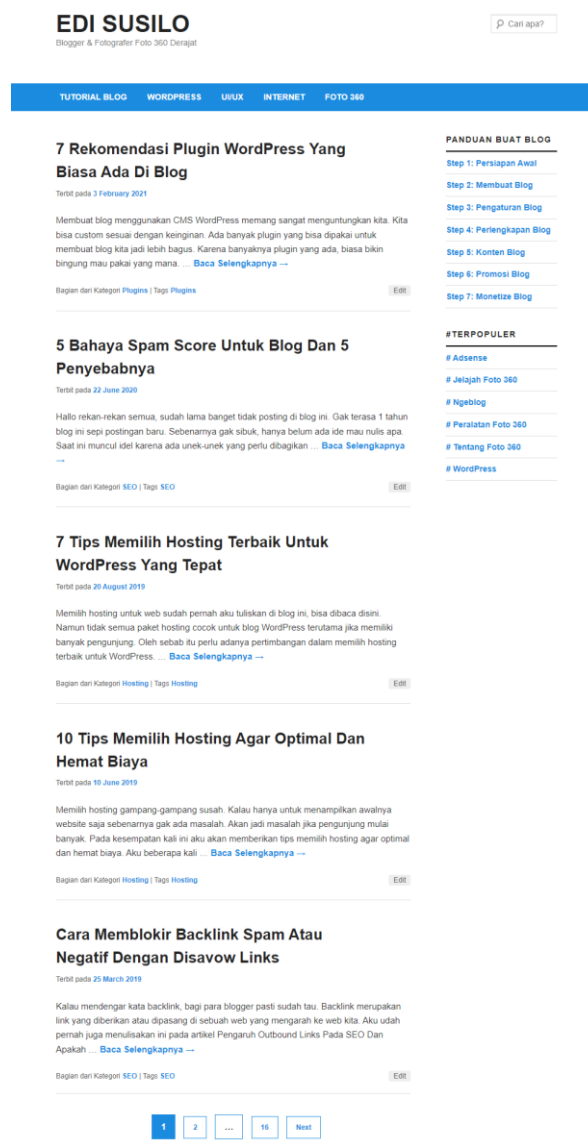 EDI SUSILO
Blogger & Fotografer Foto 360 Derajat
Cari apa?
TUTORIAL BLOG WORDPRESS UI/UX INTERNET FOTO 360
7 Rekomendasi Plugin WordPress Yang
Biasa Ada Di Blog
Terbit pada 3 February 2021
Membuat blog menggunakan CMS WordPress memang sangat menguntungkan kita. Kita
bisa custom sesuai dengan keinginan. Ada banyak plugin yang bisa dipakai untuk
membuat blog kita jadi lebih bagus. Karena banyaknya plugin yang ada, biasa bikin
bingung mau pakai yang mana. … Baca Selengkapnya →
Bagian dari Kategori Plugins | Tags Plugins
Edit
5 Bahaya Spam Score Untuk Blog Dan 5
Penyebabnya
Terbit pada 22 June 2020
Hallo rekan-rekan semua, sudah lama banget tidak posting di blog ini. Gak terasa 1 tahun
blog ini sepi postingan baru. Sebenarnya gak sibuk, hanya belum ada ide mau nulis apa.
Saat ini muncul idel karena ada unek-unek yang perlu dibagikan … Baca Selengkapnya
→
Bagian dari Kategori SEO | Tags SEO
Edit
7 Tips Memilih Hosting Terbaik Untuk
WordPress Yang Tepat
Terbit pada 20 August 2019
Memilih hosting untuk web sudah pernah aku tuliskan di blog ini, bisa dibaca disini.
Namun tidak semua paket hosting cocok untuk blog WordPress terutama jika memiliki
banyak pengunjung. Oleh sebab itu perlu adanya pertimbangan dalam memilih hosting
terbaik untuk WordPress. … Baca Selengkapnya →
Bagian dari Kategori Hosting | Tags Hosting
Edit
10 Tips Memilih Hosting Agar Optimal Dan
Hemat Biaya
Terbit pada 10 June 2019
Memilih hosting gampang-gampang susah. Kalau hanya untuk menampilkan awalnya
website saja sebenarnya gak ada masalah. Akan jadi masalah jika pengunjung mulai
banyak. Pada kesempatan kali ini aku akan memberikan tips memilih hosting agar optimal
dan hemat biaya. Aku beberapa kali … Baca Selengkapnya →
Bagian dari Kategori Hosting | Tags Hosting
Edit
Cara Memblokir Backlink Spam Atau
Negatif Dengan Disavow Links
Terbit pada 25 March 2019
Kalau mendengar kata backlink, bagi para blogger pasti sudah tau. Backlink merupakan
link yang diberikan atau dipasang di sebuah web yang mengarah ke web kita. Aku udah
pernah juga menulisakan ini pada artikel Pengaruh Outbound Links Pada SEO Dan
Apakah … Baca Selengkapnya →
Bagian dari Kategori SEO | Tags SEO
Edit
1 2 … 16 Next
PANDUAN BUAT BLOG
Step 1: Persiapan Awal
Step 2: Membuat Blog
Step 3: Pengaturan Blog
Step 4: Perlengkapan Blog
Step 5: Konten Blog
Step 6: Promosi Blog
Step 7: Monetize Blog
#TERPOPULER
# Adsense
# Jelajah Foto 360
# Ngeblog
# Peralatan Foto 360
# Tentang Foto 360
# WordPress